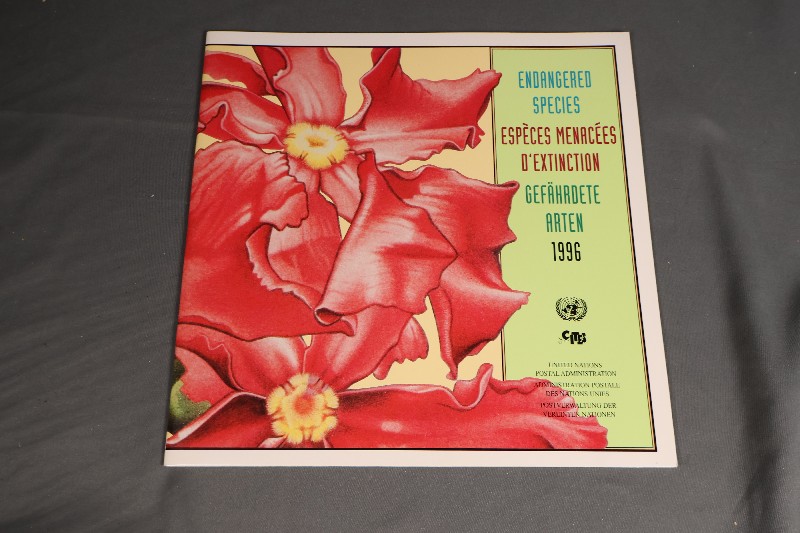 ENDANGERED
SPECIES
ESPÈCES MENACÉES
D'EXTINCTION
GEFÄHRDETE
ARTEN
1996
CITES
UNITED NATIONS
POSTAL ADMINISTRATION
ADMINISTRATION POSTALE
DES NATIONS UNIES
POSTVERWALTUNG DER
VEREINTEN NATIONEN